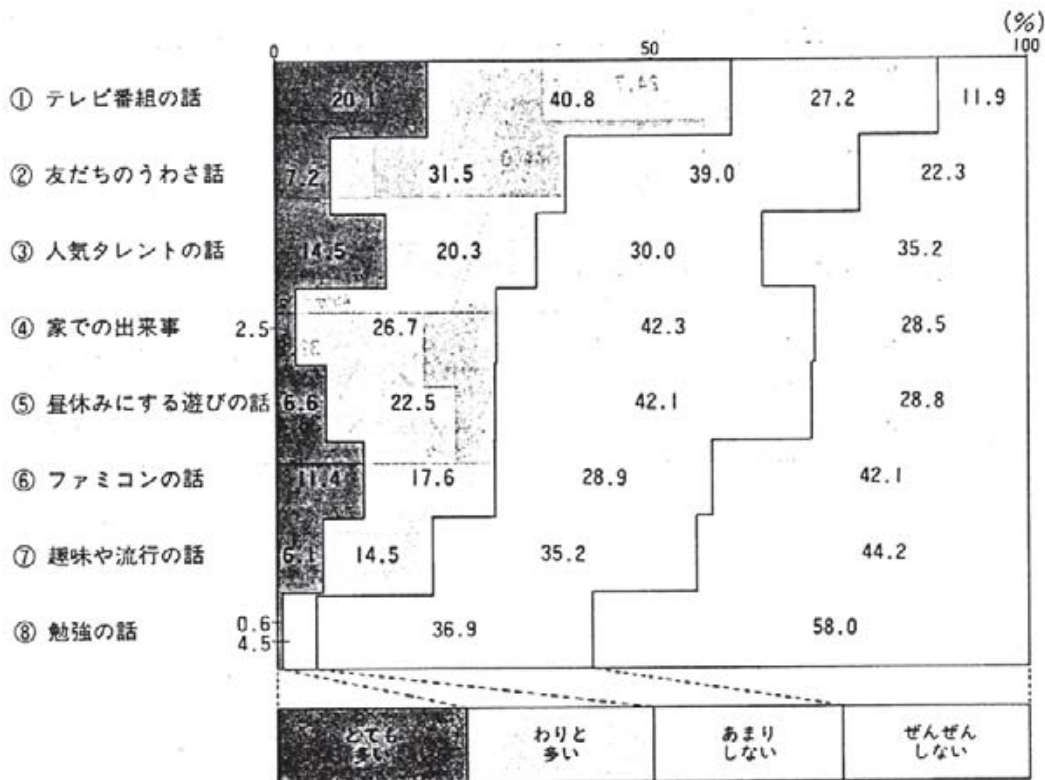 (%)
0 50 100
① テレビ番組の話 20.1 40.8 27.2 11.9
② 友だちのうわさ話 7.2 31.5 39.0 22.3
③ 人気タレントの話 14.5 20.3 30.0 35.2
④ 家での出来事 2.5 26.7 42.3 28.5
⑤ 昼休みにする遊びの話 6.6 22.5 42.1 28.8
⑥ ファミコンの話 11.4 17.6 28.9 42.1
⑦ 趣味や流行の話 6.1 14.5 35.2 44.2
⑧ 勉強の話 0.6 4.5 36.9 58.0
とても
多い
わりと
多い
あまり
しない
ぜんぜん
しない